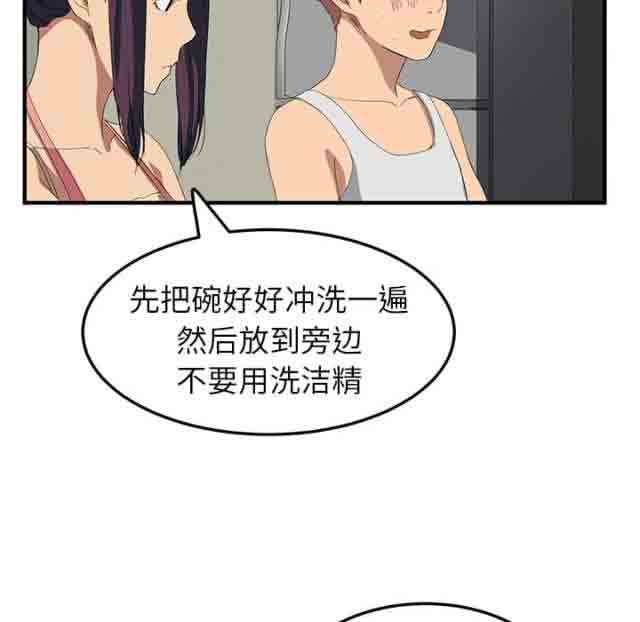 先把碗好好冲洗一遍
然后放到旁边
不要用洗洁精